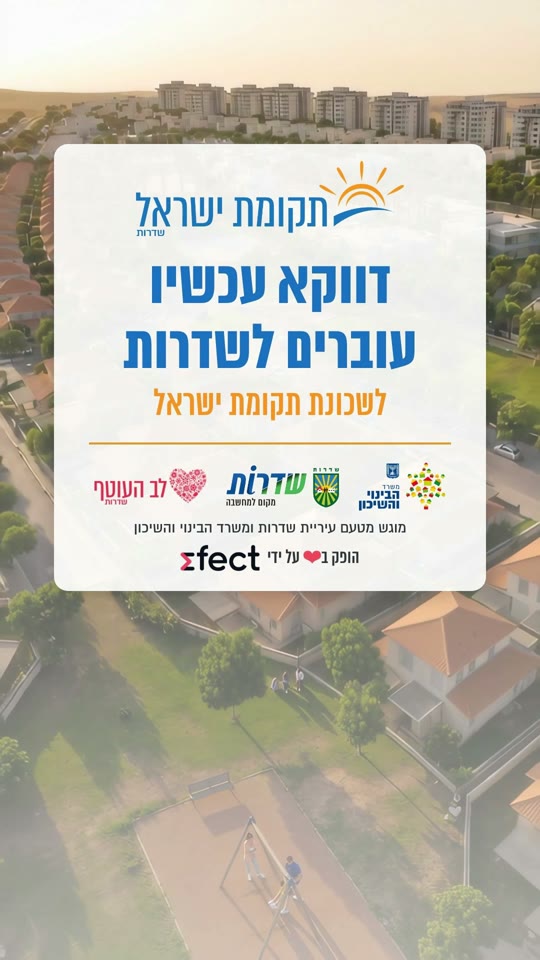 תקומת ישראל
שדרות
דווקא עכשיו
עוברים לשדרות
לשכונת תקומת ישראל
משרד
הבינוי
והשיכון
שדרות
שדרות
מקום למחשבה
לב העוטף
שדרות
מוגש מטעם עיריית שדרות ומשרד הבינוי והשיכון
הופק ב❤ על ידי Σfect